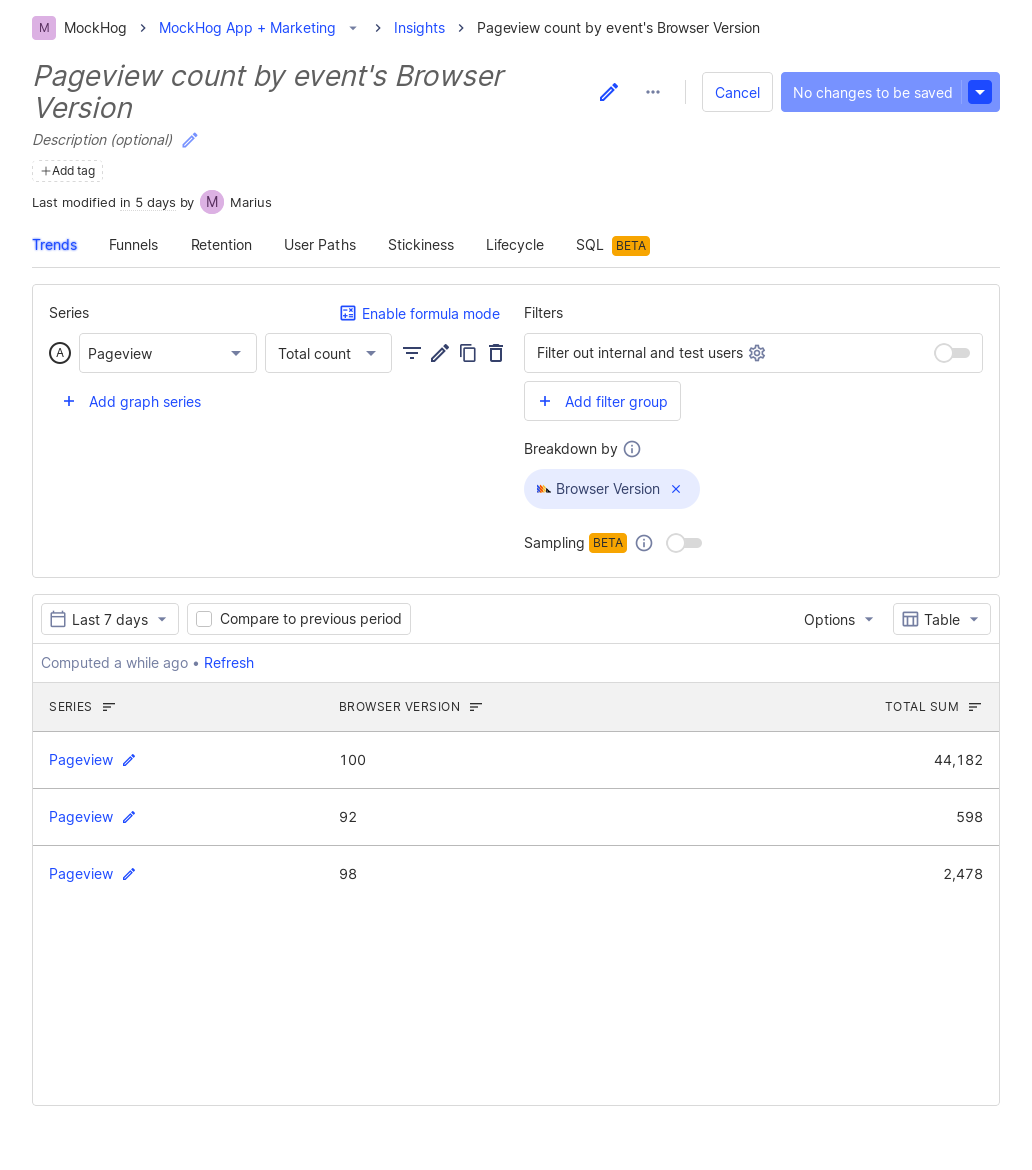 M MockHog MockHog App + Marketing Insights Pageview count by event's Browser Version
Pageview count by event's Browser
Version
Cancel
No changes to be saved
Description (optional)
Add tag
Last modified in 5 days by M Marius
Trends Funnels Retention User Paths Stickiness Lifecycle SQL BETA
Series Enable formula mode
A Pageview Total count
+ Add graph series
Filters
Filter out internal and test users
+ Add filter group
Breakdown by
Browser Version
Sampling BETA
Last 7 days Compare to previous period Options Table
Computed a while ago • Refresh
SERIES BROWSER VERSION TOTAL SUM
Pageview 100 44,182
Pageview 92 598
Pageview 98 2,478